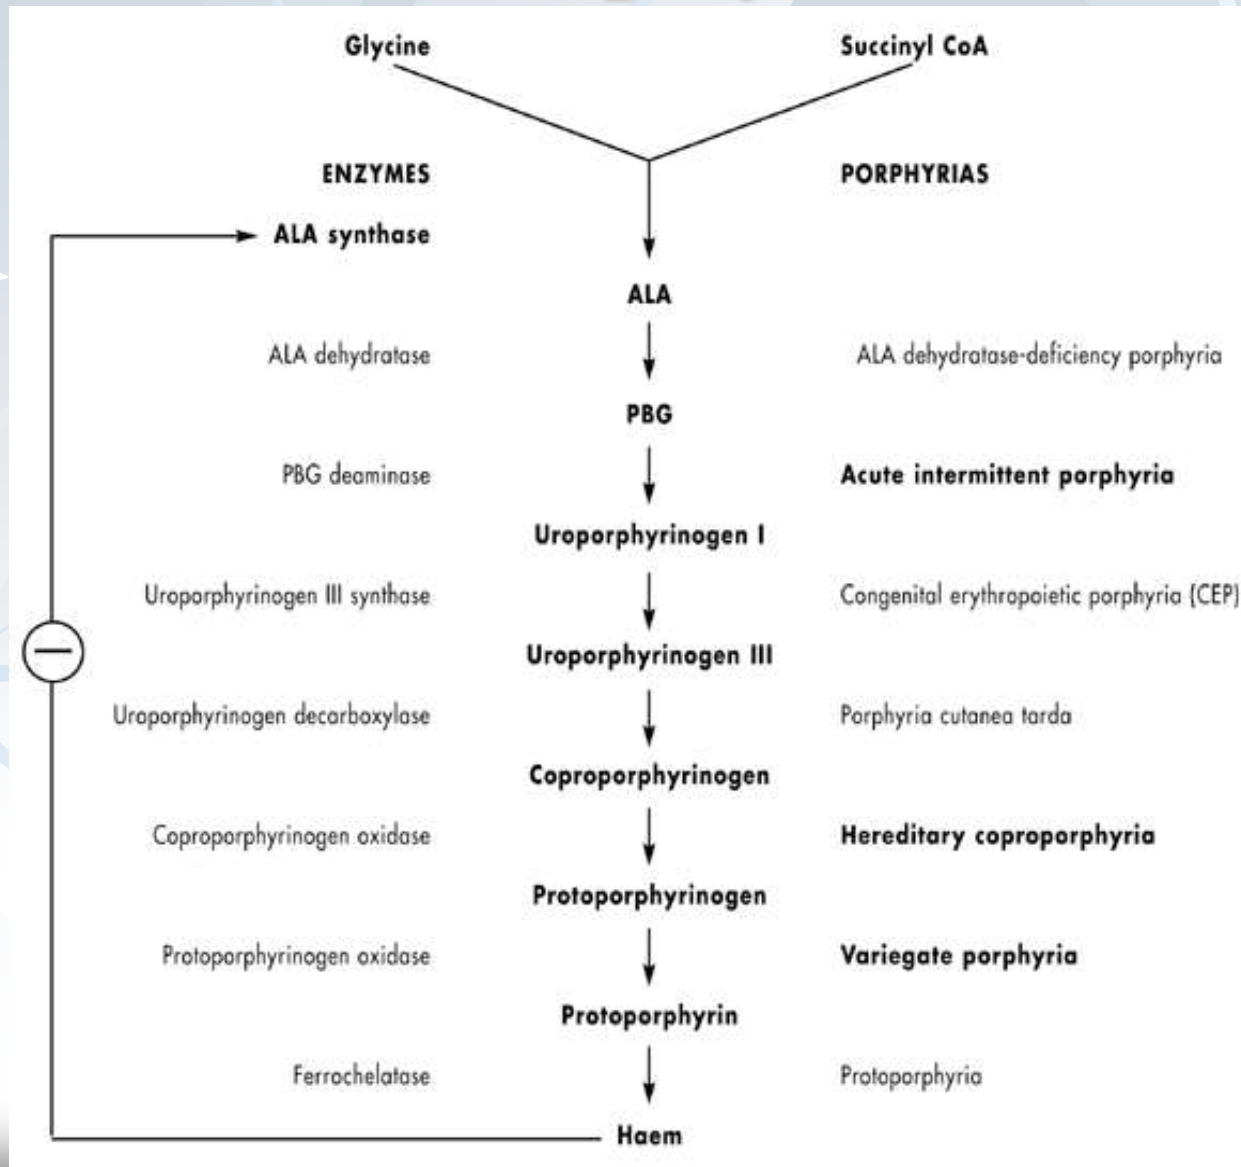 Glycine
Succinyl CoA
ENZYMES
PORPHYRIAS
ALA synthase
ALA
ALA dehydratase
ALA dehydratase-deficiency porphyria
PBG
PBG deaminase
Acute intermittent porphyria
Uroporphyrinogen I
Uroporphyrinogen III synthase
Congenital erythropoietic porphyria (CEP)
Uroporphyrinogen III
Uroporphyrinogen decarboxylase
Porphyria cutanea tarda
Coproporphyrinogen
Coproporphyrinogen oxidase
Hereditary coproporphyria
Protoporphyrinogen
Protoporphyrinogen oxidase
Variegate porphyria
Protoporphyrin
Ferrochelatase
Protoporphyria
Haem